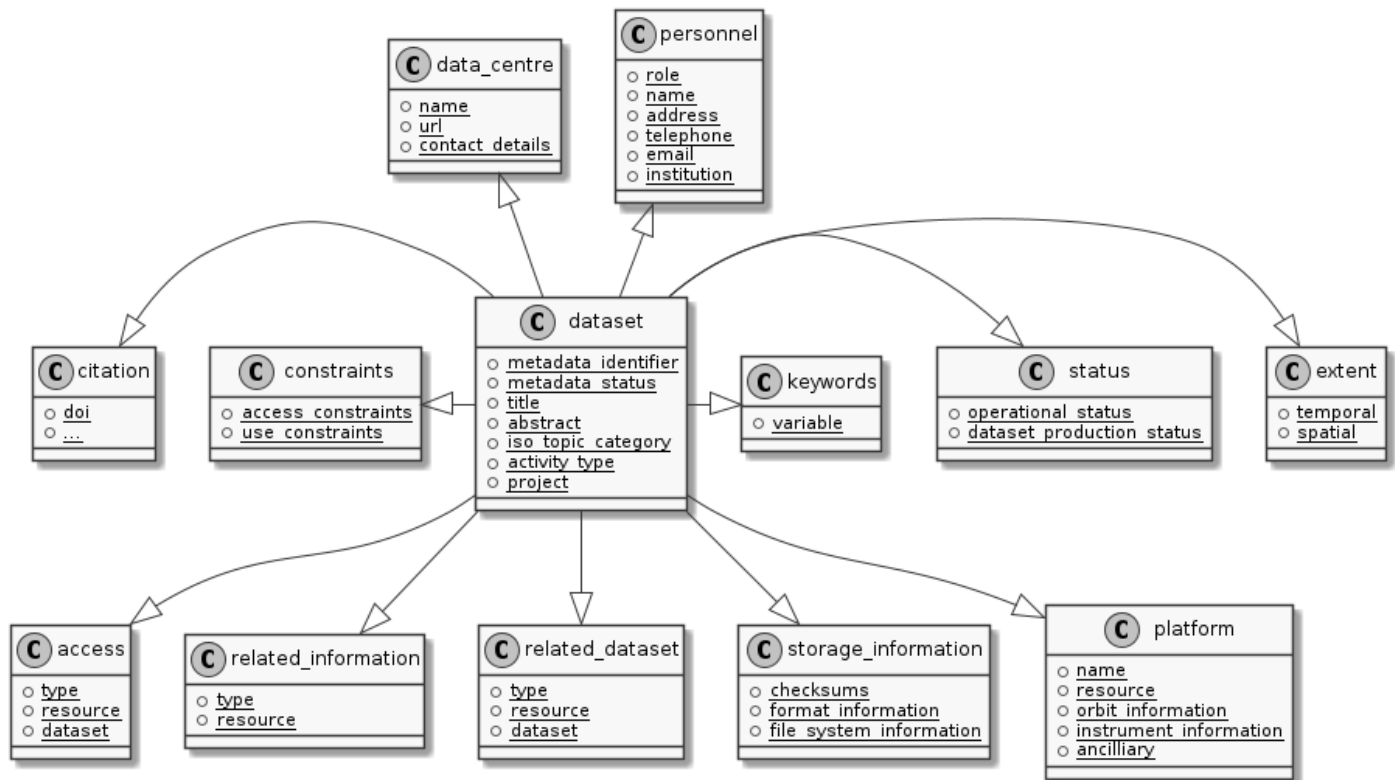 C data_centre
name
url
contact_details
C personnel
role
name
address
telephone
email
institution
C citation
doi
...
C constraints
access_constraints
use_constraints
C dataset
metadata_identifier
metadata_status
title
abstract
iso_topic_category
activity_type
project
C keywords
variable
C status
operational_status
dataset_production_status
C extent
temporal
spatial
C access
type
resource
dataset
C related_information
type
resource
C related_dataset
type
resource
dataset
C storage_information
checksums
format_information
file_system_information
C platform
name
resource
orbit_information
instrument_information
ancilliary